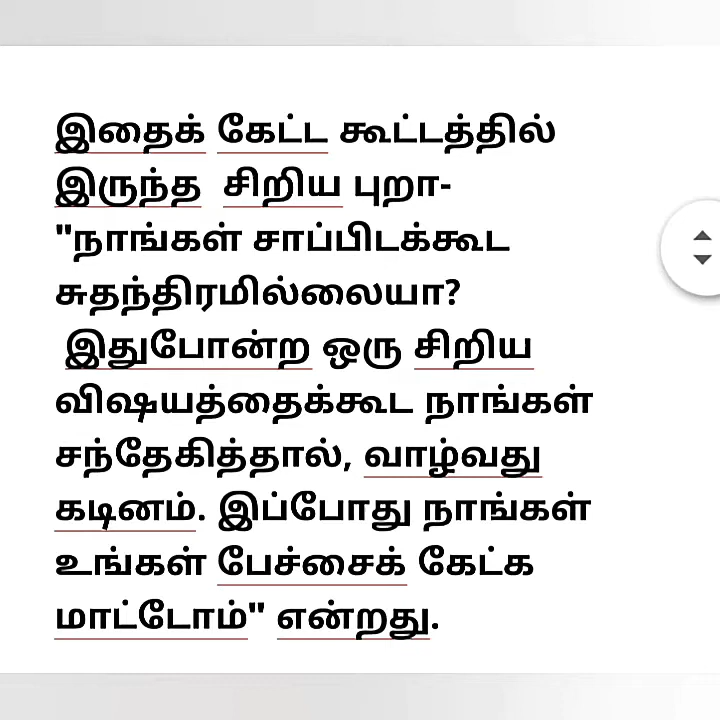 இதைக் கேட்ட கூட்டத்தில்
இருந்த சிறிய புறா-
"நாங்கள் சாப்பிடக்கூட
சுதந்திரமில்லையா?
இதுபோன்ற ஒரு சிறிய
விஷயத்தைக்கூட நாங்கள்
சந்தேகித்தால், வாழ்வது
கடினம். இப்போது நாங்கள்
உங்கள் பேச்சைக் கேட்க
மாட்டோம்" என்றது.